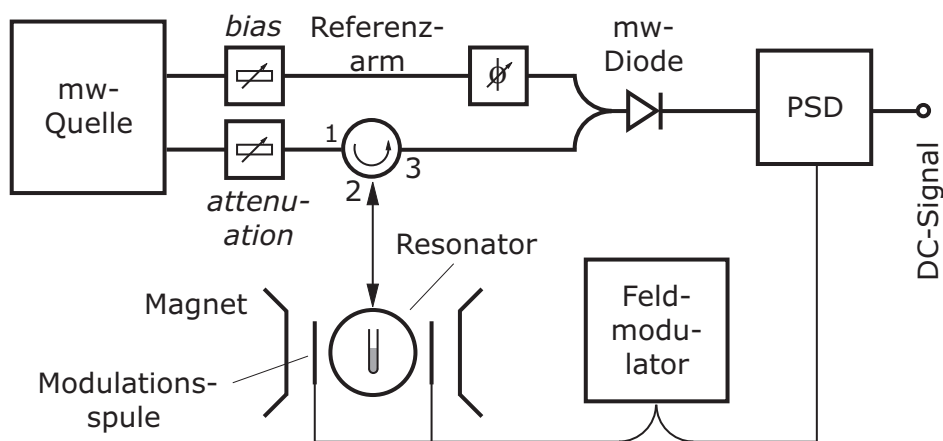 mw-
Quelle
bias
Referenz-
arm
ϕ
mw-
Diode
PSD
DC-Signal
attenu-
ation
1
2
3
Resonator
Magnet
Modulations-
spule
Feld-
modu-
lator